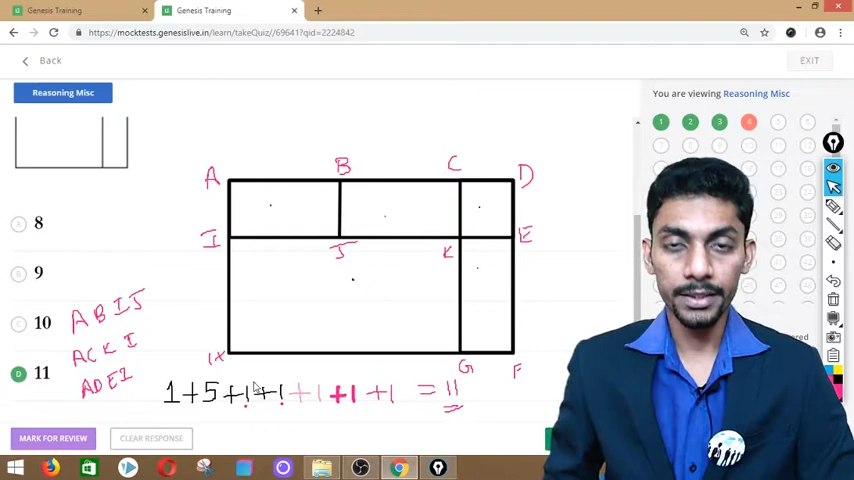 Genesis Training
Genesis Training
https://mocktests.genesislive.in/learn/takeQuiz//69641?qid=2224842
Back
EXIT
Reasoning Misc
You are viewing Reasoning Misc
1 2 3 4 5 6
A B C D
I J K E
G F
A 8
B 9
C 10
D 11
ABIJ
ACKI
ADEI
1+5+1+1+1+1+1 = 11
MARK FOR REVIEW
CLEAR RESPONSE